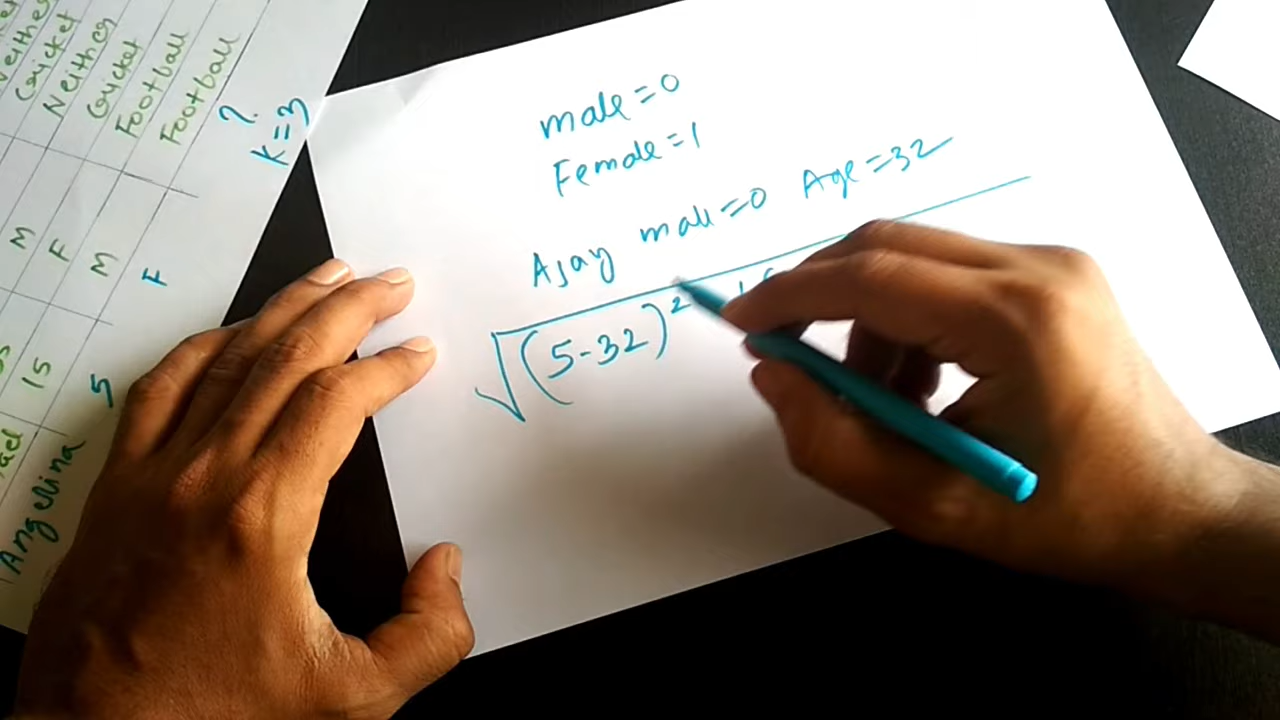 Neither
Cricket
Neither
Cricket
Football
Football
?
k=3
M
F
M
F
15
5
Angelina
male=0
Female=1
Ajay male=0 Age=32
√(5-32)² +